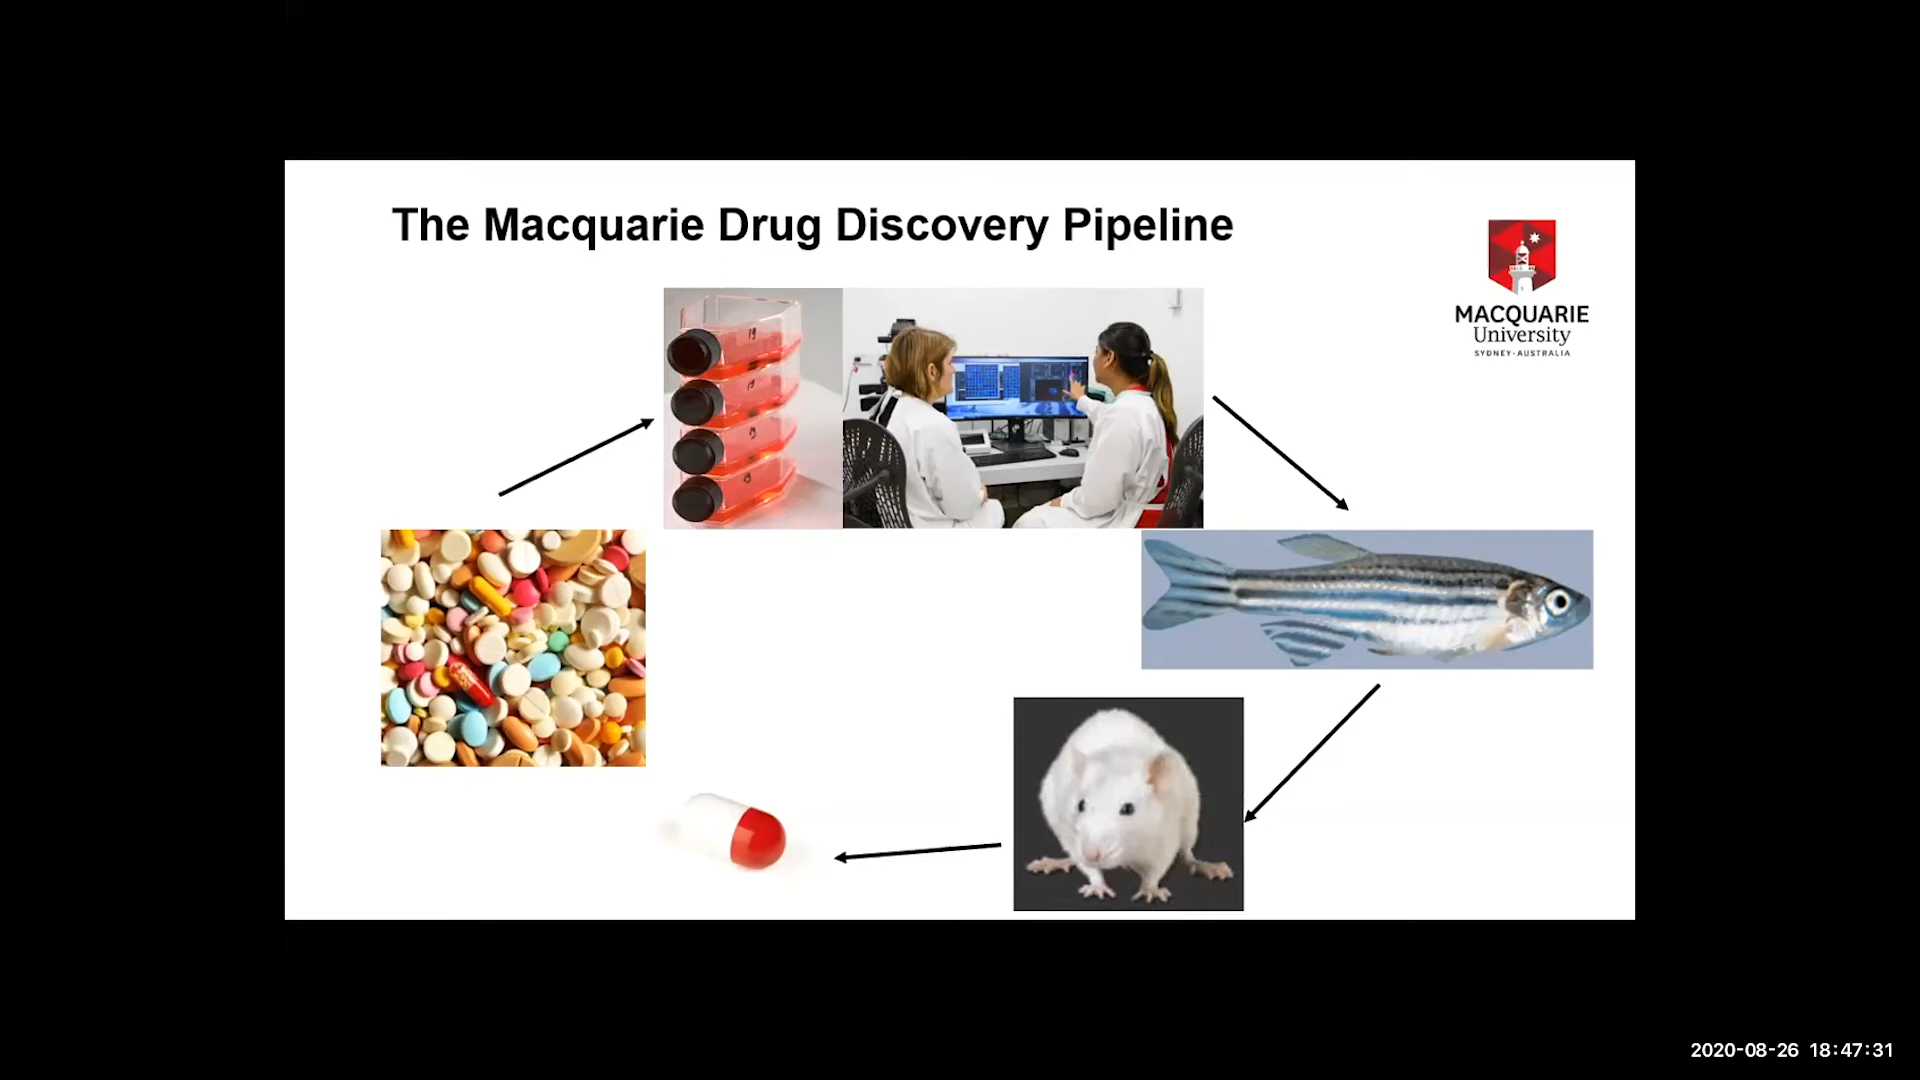 The Macquarie Drug Discovery Pipeline
MACQUARIE
University
SYDNEY·AUSTRALIA
2020-08-26 18:47:31